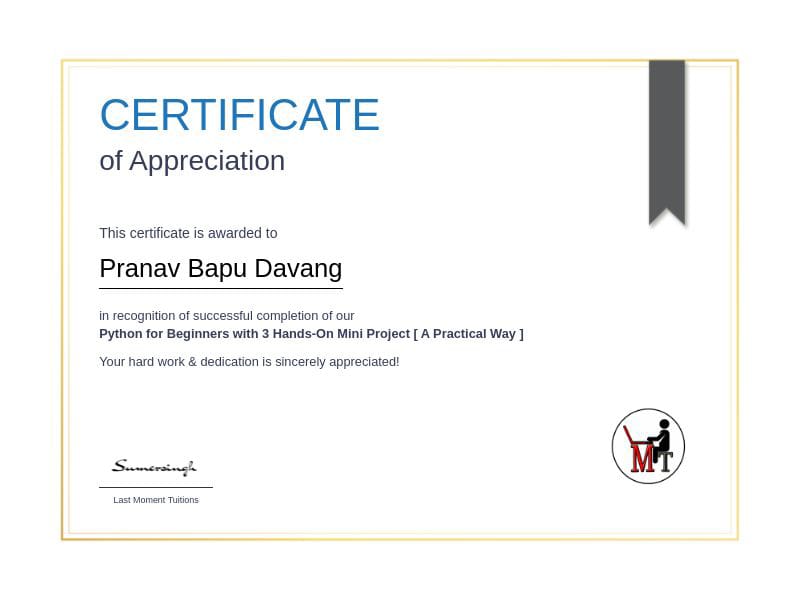 CERTIFICATE
of Appreciation
This certificate is awarded to
Pranav Bapu Davang
in recognition of successful completion of our
Python for Beginners with 3 Hands-On Mini Project [ A Practical Way ]
Your hard work & dedication is sincerely appreciated!
Sumersingh
Last Moment Tuitions
MT